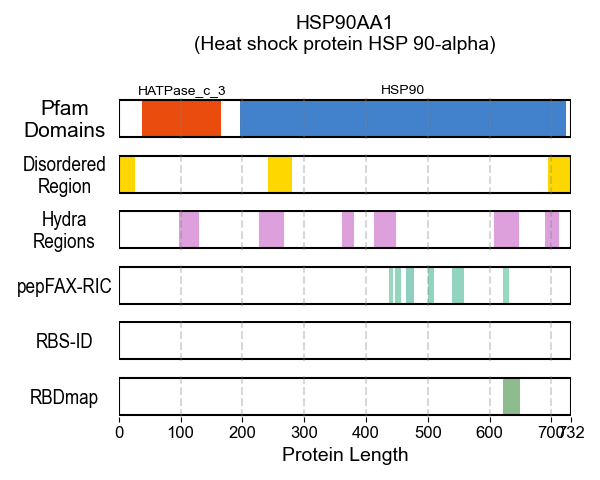 HSP90AA1
(Heat shock protein HSP 90-alpha)
HATPase_c_3 HSP90
Pfam
Domains
Disordered
Region
Hydra
Regions
pepFAX-RIC
RBS-ID
RBDmap
0 100 200 300 400 500 600 700 732
Protein Length